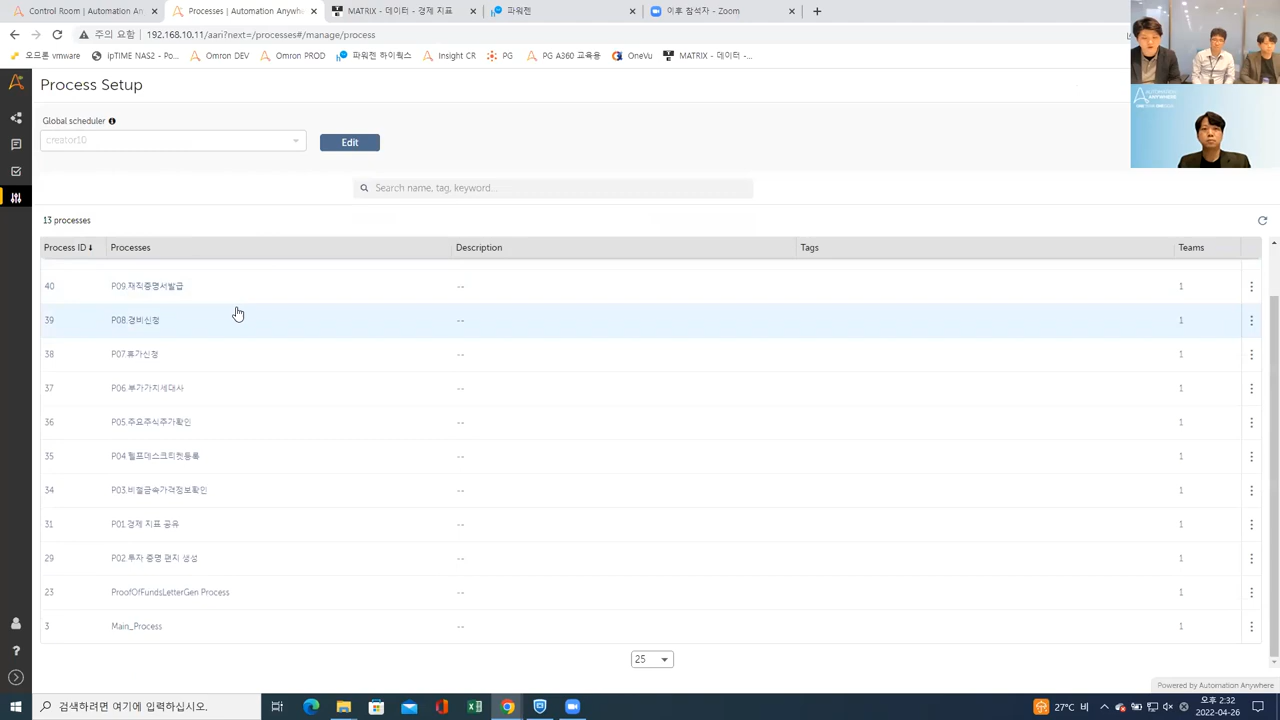 Control Room | Automation An
Processes | Automation Anywher
MATRIX - 데이터 - 경제 지표
파워젠
이후 참석자 - Zoom
주의 요함
192.168.10.11/aari?next=/processes#/manage/process
오므론 vmware
IpTIME NAS2 - Po...
Omron DEV
Omron PROD
파워젠 하이웍스
Insight CR
PG
PG A360 교육용
OneVu
MATRIX - 데이터 -...
Process Setup
AUTOMATION
ANYWHERE
Global scheduler
creator10
Edit
Search name, tag, keyword...
13 processes
Process ID Processes Description Tags Teams
40 P09.재직증명서발급 -- 1
39 P08.경비신청 -- 1
38 P07.휴가신청 -- 1
37 P06.부가가치세대사 -- 1
36 P05.주요주식주가확인 -- 1
35 P04.헬프데스크티켓등록 -- 1
34 P03.비철금속가격정보확인 -- 1
31 P01.경제 지표 공유 -- 1
29 P02.투자 증명 편지 생성 -- 1
23 ProofOfFundsLetterGen Process -- 1
3 Main_Process -- 1
25
Powered by Automation Anywhere
검색하려면 여기에 입력하십시오.
27°C 비
오후 2:32
2022-04-26